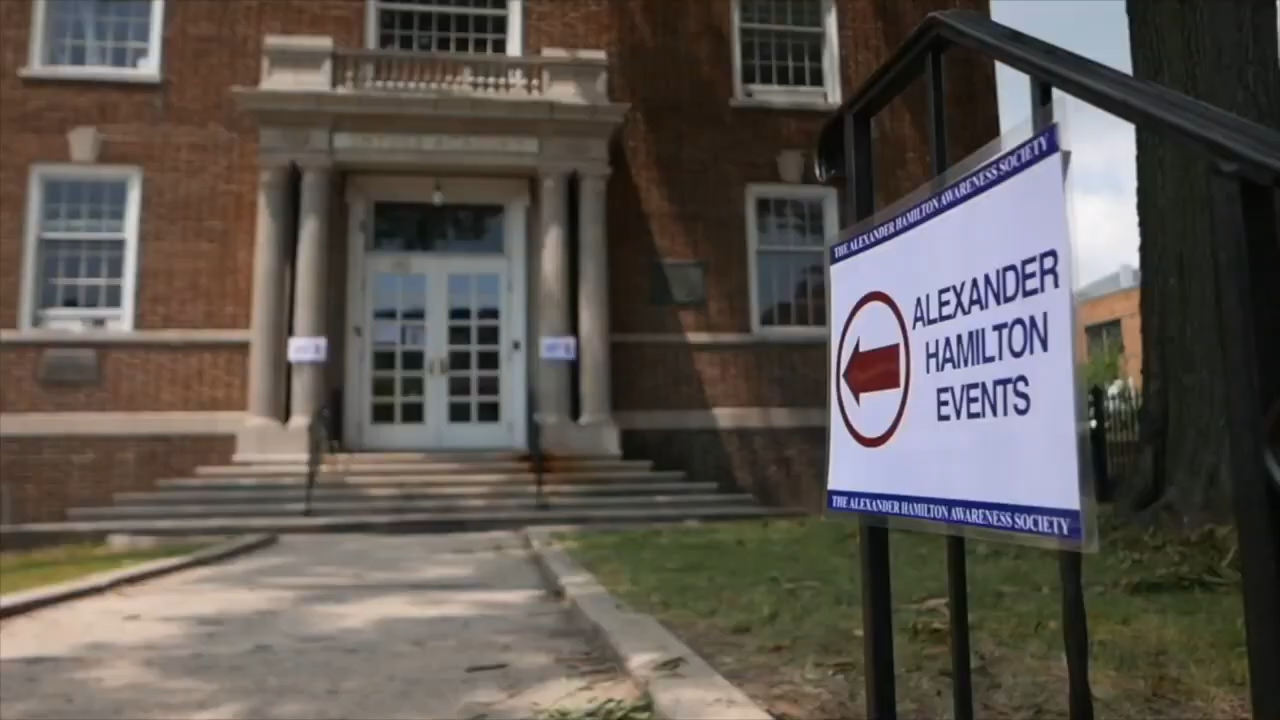 THE ALEXANDER HAMILTON AWARENESS SOCIETY
ALEXANDER
HAMILTON
EVENTS
THE ALEXANDER HAMILTON AWARENESS SOCIETY